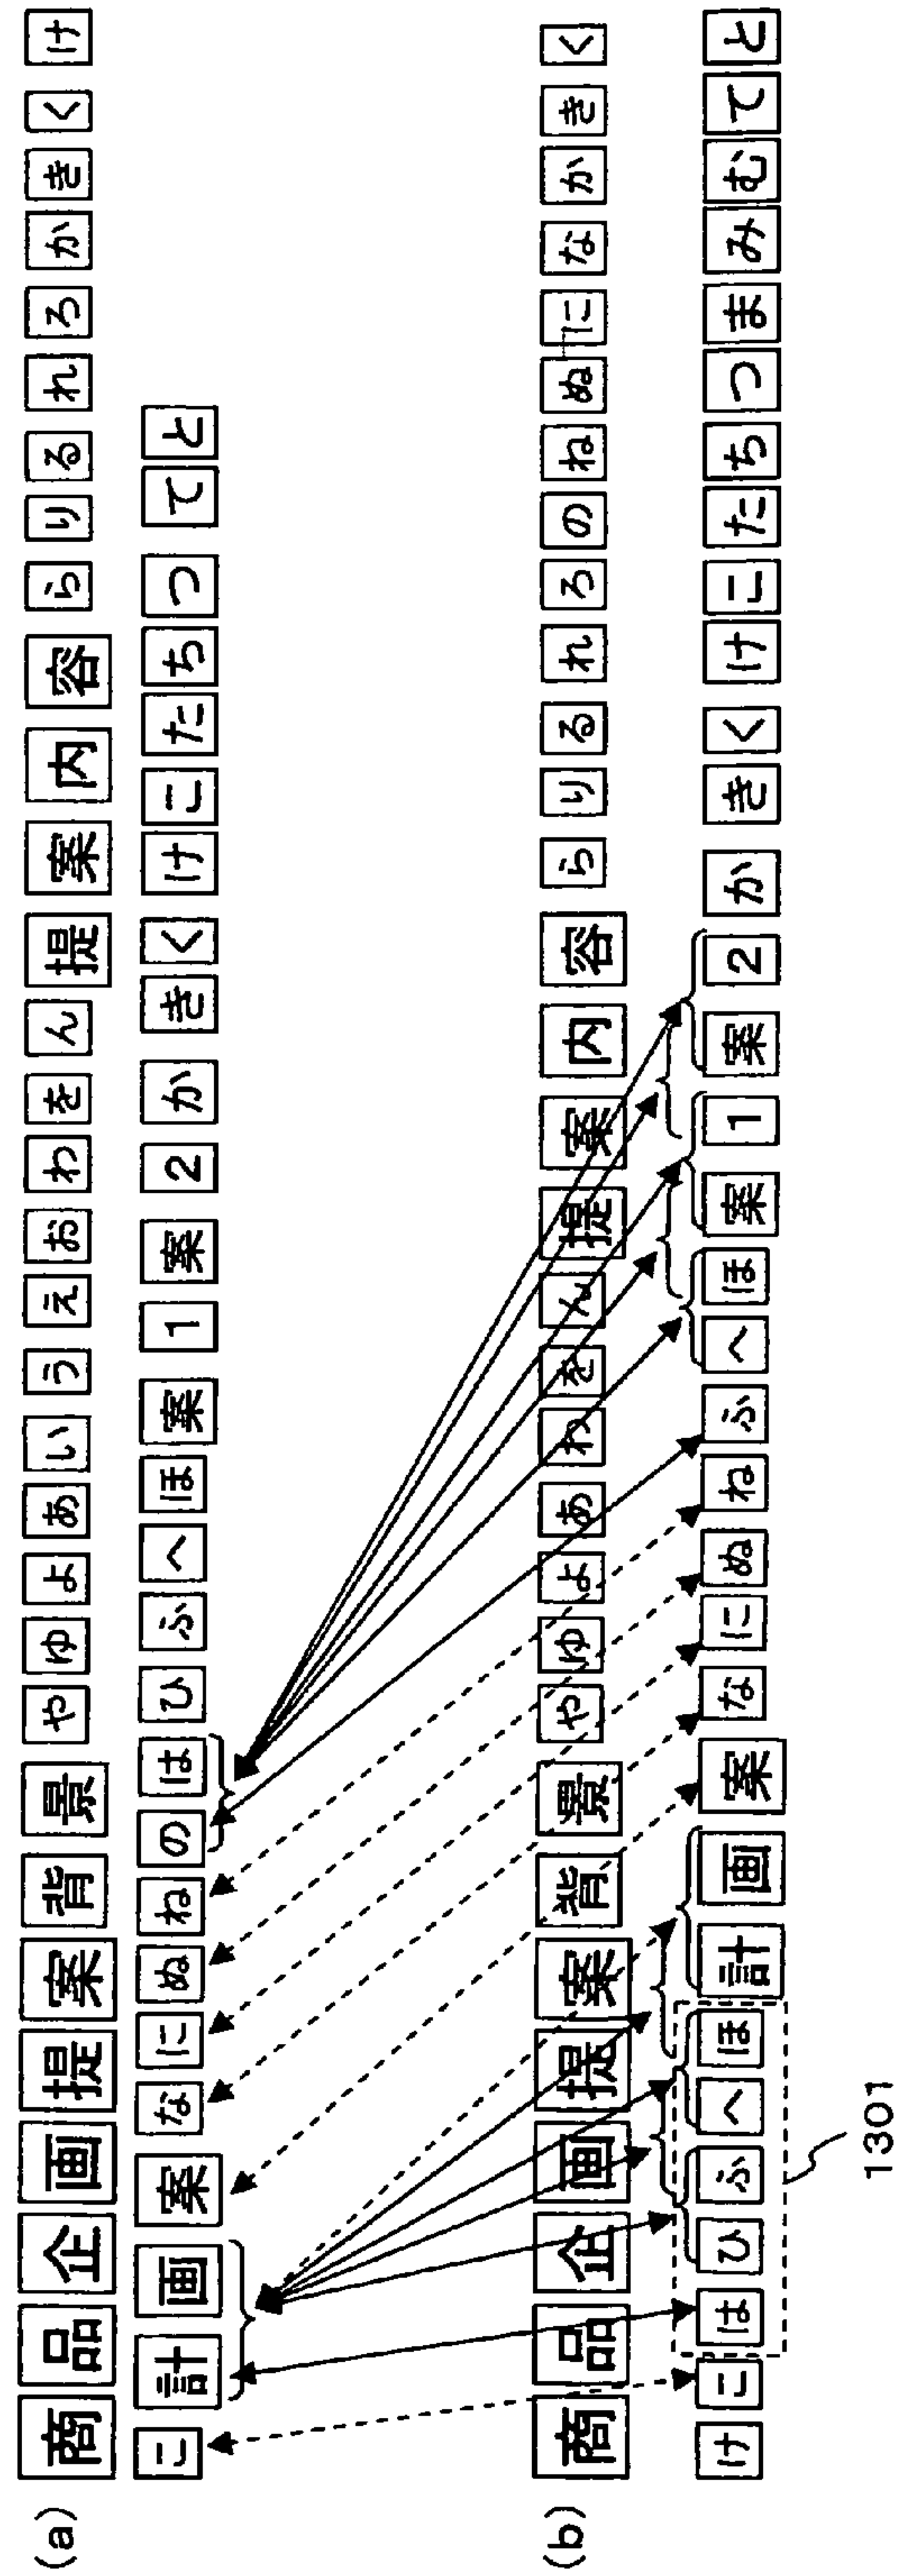 (a) 商品企画提案背景やゆよあいうえおわをん提案内容らりるれろかきくけ
こ計画案なにぬねのはひふへほ案1案2かきくけこたちつてと
(b) 商品企画提案背景やゆよあわをん提案内容らりるれろのねぬになかきく
けこはひふへほ計画案なにぬねふへほ案1案2かきくけこたちつまみむてと
1301